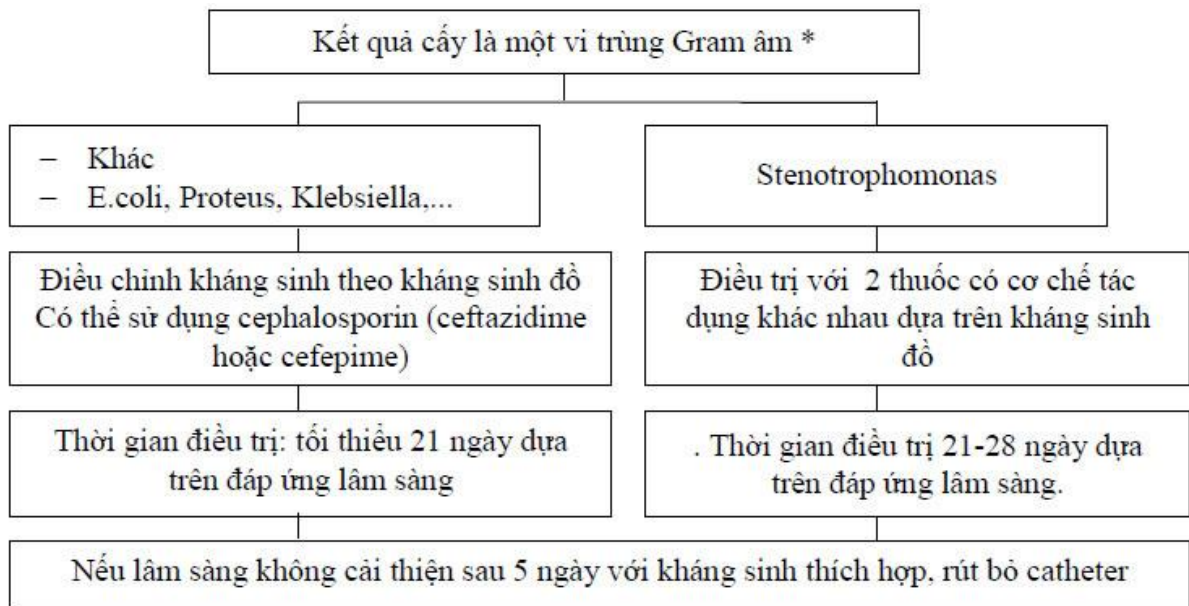 Kết quả cấy là một vi trùng Gram âm *
– Khác
– E.coli, Proteus, Klebsiella,...
Stenotrophomonas
Điều chỉnh kháng sinh theo kháng sinh đồ
Có thể sử dụng cephalosporin (ceftazidime
hoặc cefepime)
Điều trị với 2 thuốc có cơ chế tác
dụng khác nhau dựa trên kháng sinh
đồ
Thời gian điều trị: tối thiểu 21 ngày dựa
trên đáp ứng lâm sàng
. Thời gian điều trị 21-28 ngày dựa
trên đáp ứng lâm sàng.
Nếu lâm sàng không cải thiện sau 5 ngày với kháng sinh thích hợp, rút bỏ catheter